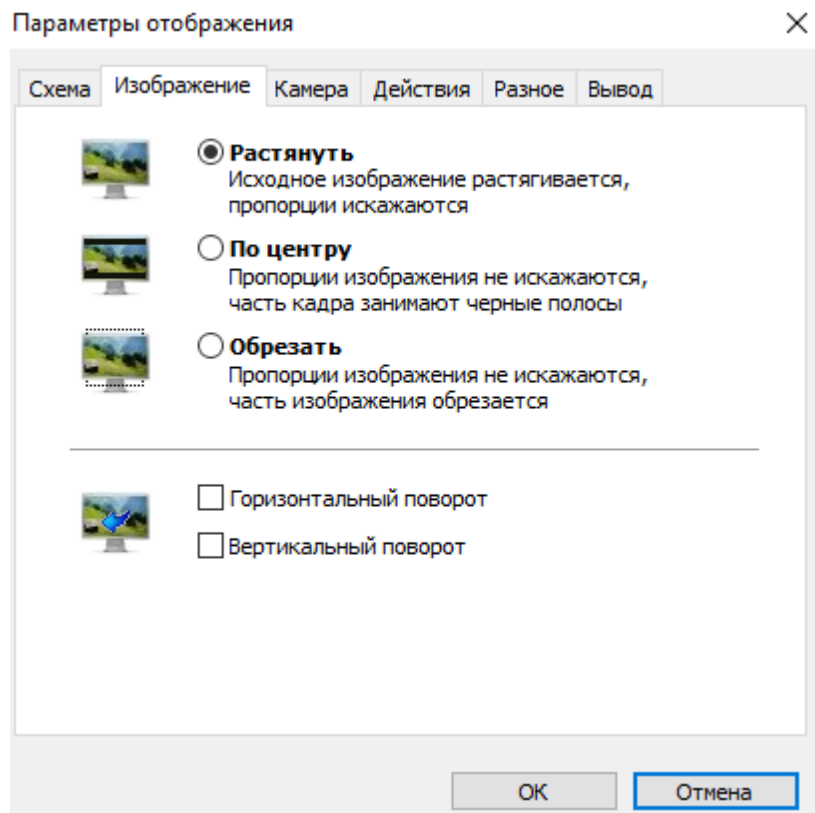 Параметры отображения
Схема Изображение Камера Действия Разное Вывод
Растянуть
Исходное изображение растягивается,
пропорции искажаются
По центру
Пропорции изображения не искажаются,
часть кадра занимают черные полосы
Обрезать
Пропорции изображения не искажаются,
часть изображения обрезается
Горизонтальный поворот
Вертикальный поворот
ОК Отмена